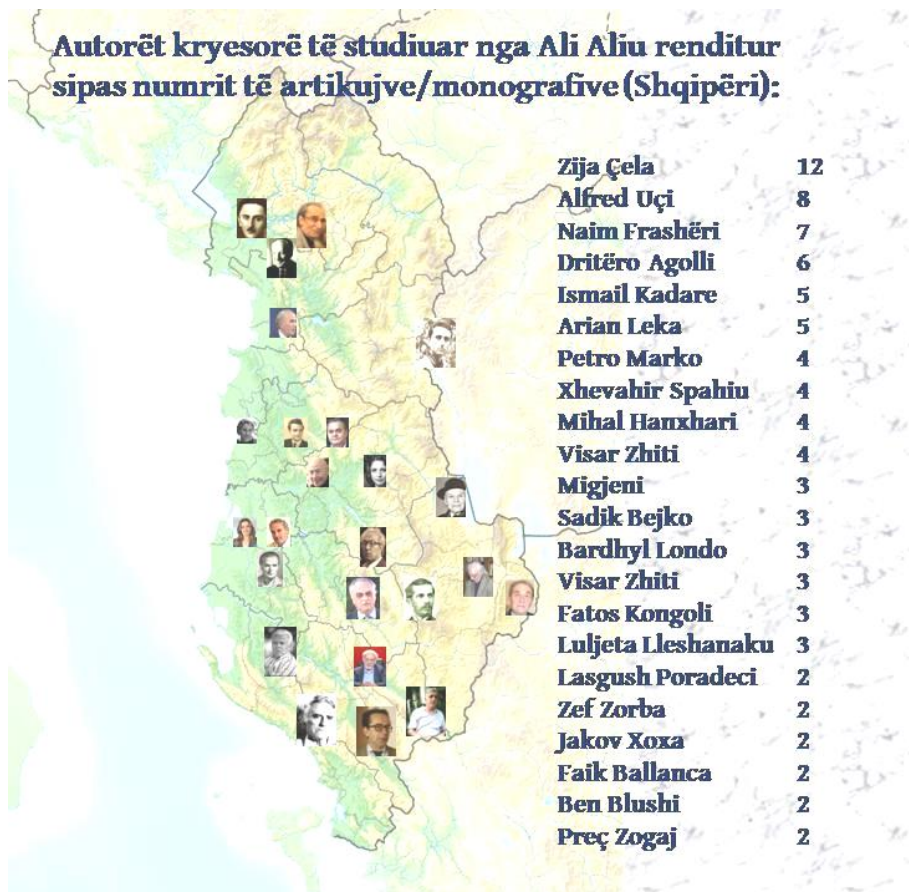 Autorët kryesorë të studiuar nga Ali Aliu renditur
sipas numrit të artikujve/monografive (Shqipëri):
Zija Çela 12
Alfred Uçi 8
Naim Frashëri 7
Dritëro Agolli 6
Ismail Kadare 5
Arian Leka 5
Petro Marko 4
Xhevahir Spahiu 4
Mihal Hanxhari 4
Visar Zhiti 4
Migjeni 3
Sadik Bejko 3
Bardhyl Londo 3
Visar Zhiti 3
Fatos Kongoli 3
Luljeta Lleshanaku 3
Lasgush Poradeci 2
Zef Zorba 2
Jakov Xoxa 2
Faik Ballanca 2
Ben Blushi 2
Preç Zogaj 2